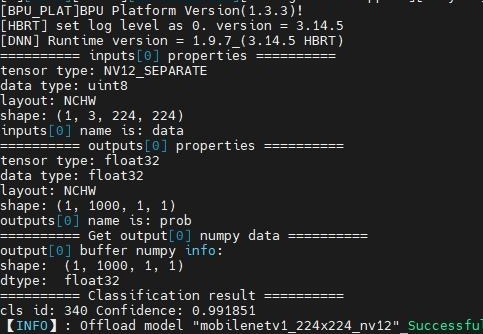 [BPU_PLAT]BPU Platform Version(1.3.3)!
[HBRT] set log level as 0. version = 3.14.5
[DNN] Runtime version = 1.9.7_(3.14.5 HBRT)
========== inputs[0] properties ==========
tensor type: NV12_SEPARATE
data type: uint8
layout: NCHW
shape: (1, 3, 224, 224)
inputs[0] name is: data
========== outputs[0] properties ==========
tensor type: float32
data type: float32
layout: NCHW
shape: (1, 1000, 1, 1)
outputs[0] name is: prob
========== Get output[0] numpy data ==========
output[0] buffer numpy info:
shape:  (1, 1000, 1, 1)
dtype:  float32
========== Classification result ==========
cls id: 340 Confidence: 0.991851
【INFO】: Offload model "mobilenetv1_224x224_nv12" Successful